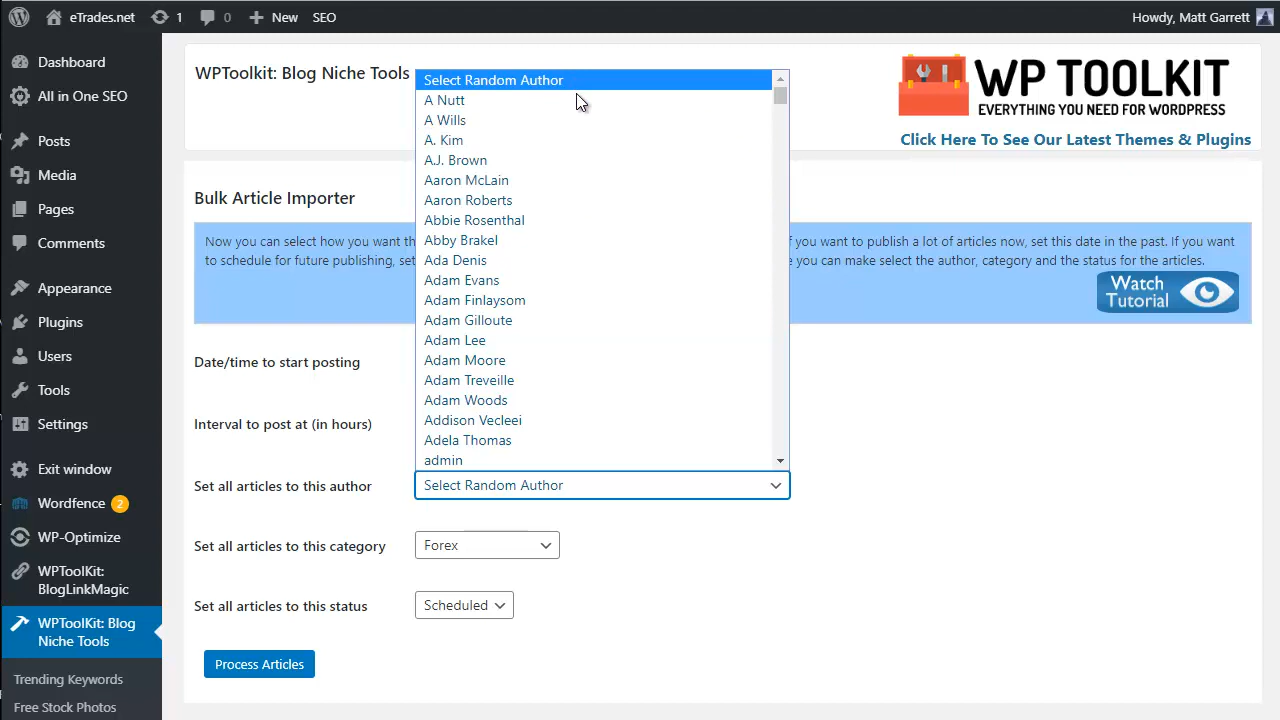 eTrades.net
1
0
New
SEO
Howdy, Matt Garrett
Dashboard
All in One SEO
Posts
Media
Pages
Comments
Appearance
Plugins
Users
Tools
Settings
Exit window
Wordfence 2
WP-Optimize
WPToolKit:
BlogLinkMagic
WPToolKit: Blog
Niche Tools
Trending Keywords
Free Stock Photos
WPToolkit: Blog Niche Tools
WP TOOLKIT
EVERYTHING YOU NEED FOR WORDPRESS
Click Here To See Our Latest Themes & Plugins
Bulk Article Importer
Now you can select how you want th
f you want to publish a lot of articles now, set this date in the past. If you want
to schedule for future publishing, set
e you can make select the author, category and the status for the articles.
Watch
Tutorial
Date/time to start posting
Interval to post at (in hours)
Select Random Author
A Nutt
A Wills
A. Kim
A.J. Brown
Aaron McLain
Aaron Roberts
Abbie Rosenthal
Abby Brakel
Ada Denis
Adam Evans
Adam Finlaysom
Adam Gilloute
Adam Lee
Adam Moore
Adam Treveille
Adam Woods
Addison Vecleei
Adela Thomas
admin
Set all articles to this author
Select Random Author
Set all articles to this category
Forex
Set all articles to this status
Scheduled
Process Articles